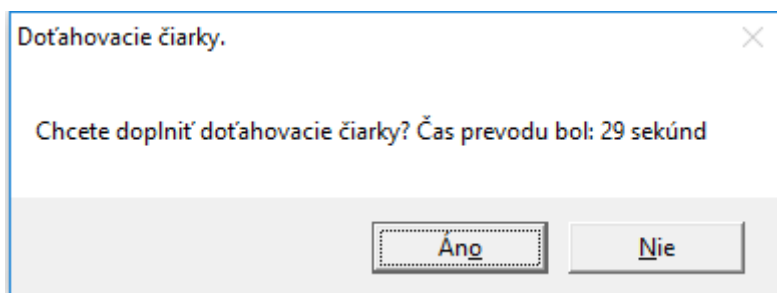 Doťahovacie čiarky.
Chcete doplniť doťahovacie čiarky? Čas prevodu bol: 29 sekúnd
Áno
Nie